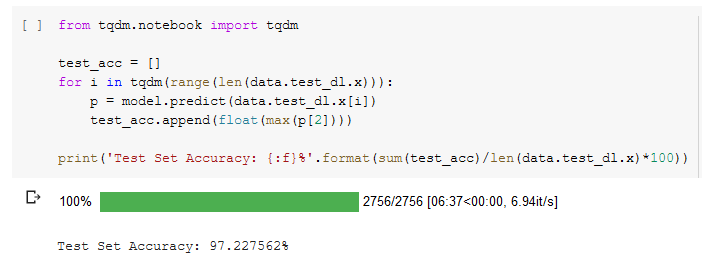 [ ] from tqdm.notebook import tqdm
test_acc = []
for i in tqdm(range(len(data.test_dl.x))):
p = model.predict(data.test_dl.x[i])
test_acc.append(float(max(p[2])))
print('Test Set Accuracy: {:f}%'.format(sum(test_acc)/len(data.test_dl.x)*100))
100% 2756/2756 [06:37<00:00, 6.94it/s]
Test Set Accuracy: 97.227562%